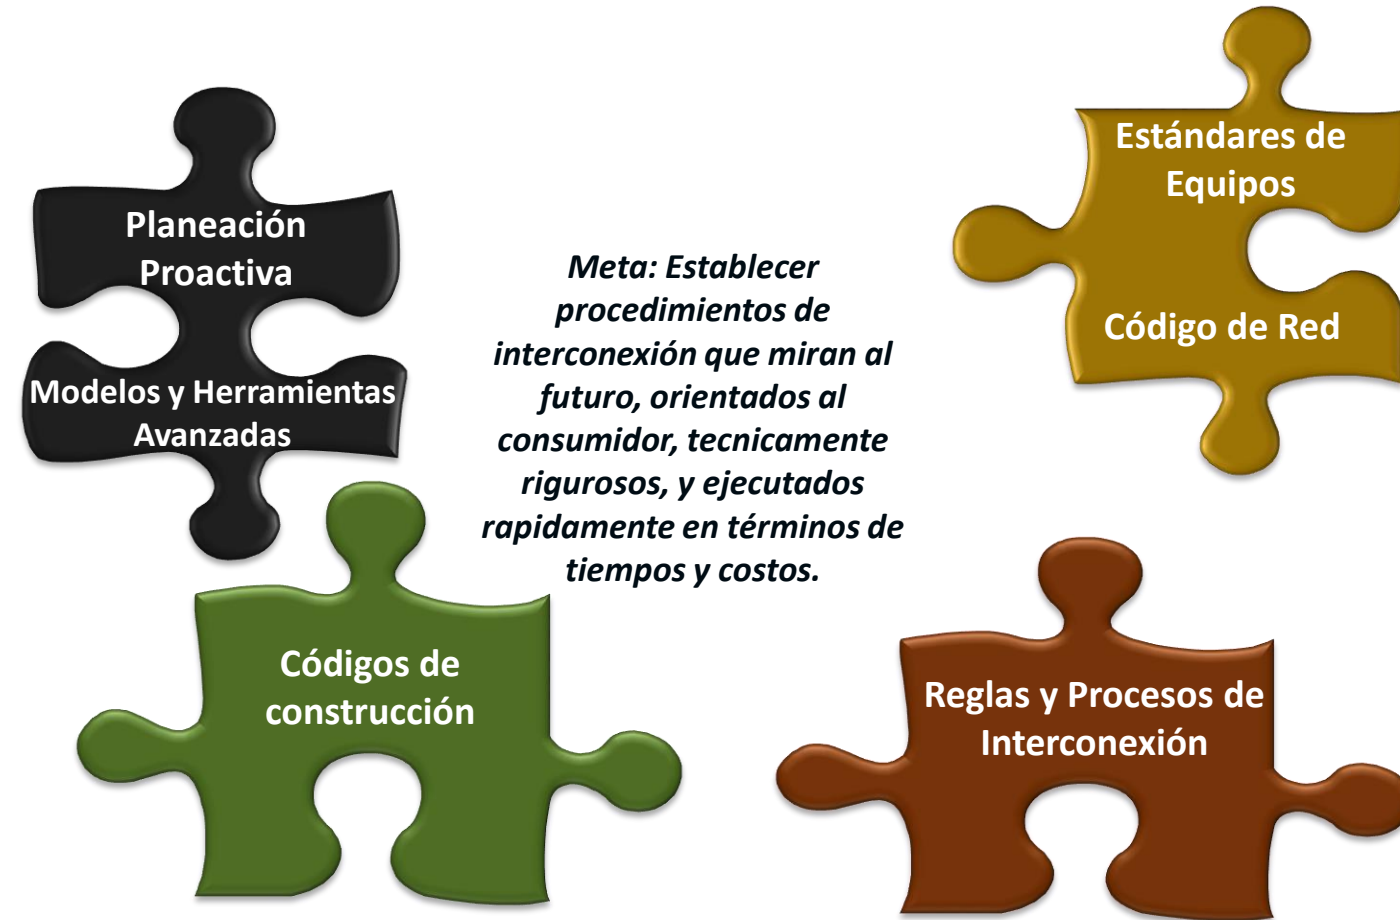 Planeación
Proactiva
Modelos y Herramientas
Avanzadas
Estándares de
Equipos
Código de Red
Meta: Establecer
procedimientos de
interconexión que miran al
futuro, orientados al
consumidor, tecnicamente
rigurosos, y ejecutados
rapidamente en términos de
tiempos y costos.
Códigos de
construcción
Reglas y Procesos de
Interconexión